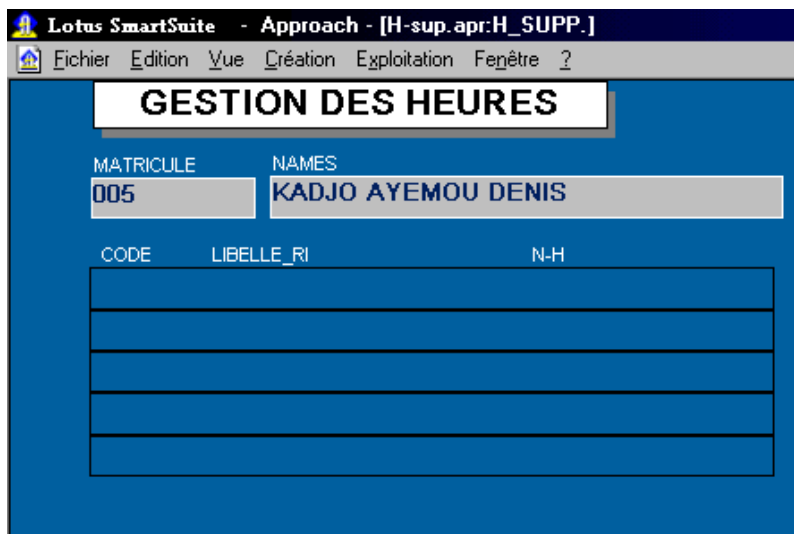 Lotus SmartSuite - Approach - [H-sup.apr:H_SUPP.]
Fichier Edition Vue Création Exploitation Fenêtre ?
GESTION DES HEURES
MATRICULE NAMES
005 KADJO AYEMOU DENIS
CODE LIBELLE_RI N-H